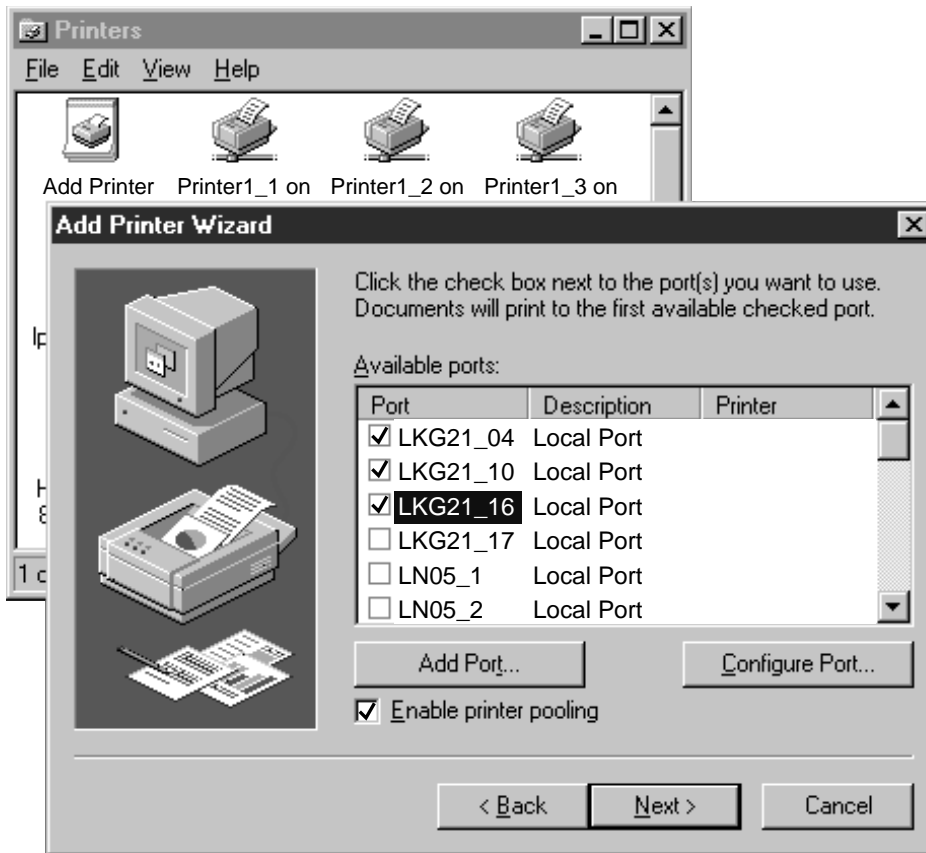 Printers
File Edit View Help
Add Printer Printer1_1 on Printer1_2 on Printer1_3 on
Add Printer Wizard
Click the check box next to the port(s) you want to use.
Documents will print to the first available checked port.
Available ports:
Port Description Printer
LKG21_04 Local Port
LKG21_10 Local Port
LKG21_16 Local Port
LKG21_17 Local Port
LN05_1 Local Port
LN05_2 Local Port
Add Port... Configure Port...
Enable printer pooling
< Back Next > Cancel